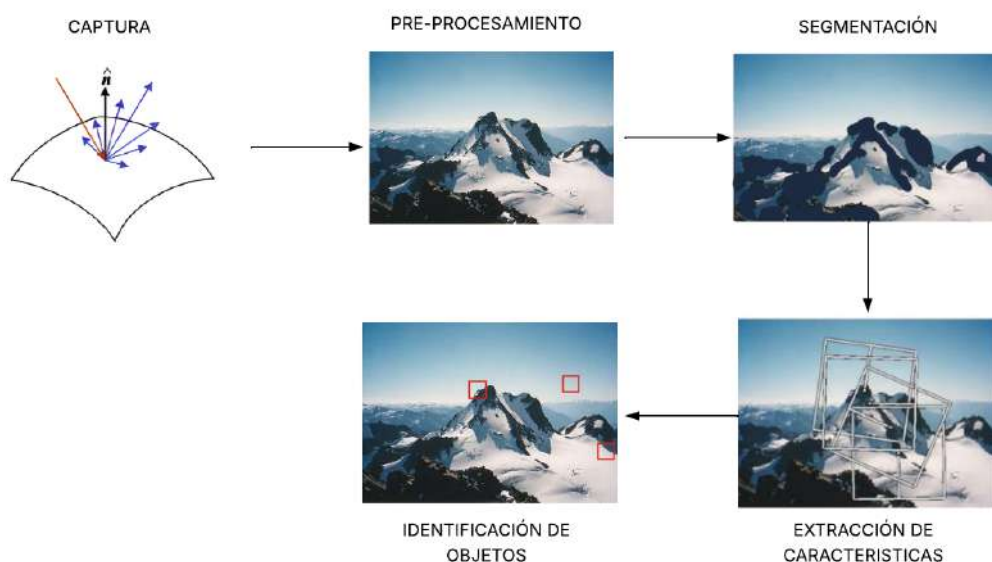 CAPTURA
PRE-PROCESAMIENTO
SEGMENTACIÓN
n̂
IDENTIFICACIÓN DE
OBJETOS
EXTRACCIÓN DE
CARACTERISTICAS